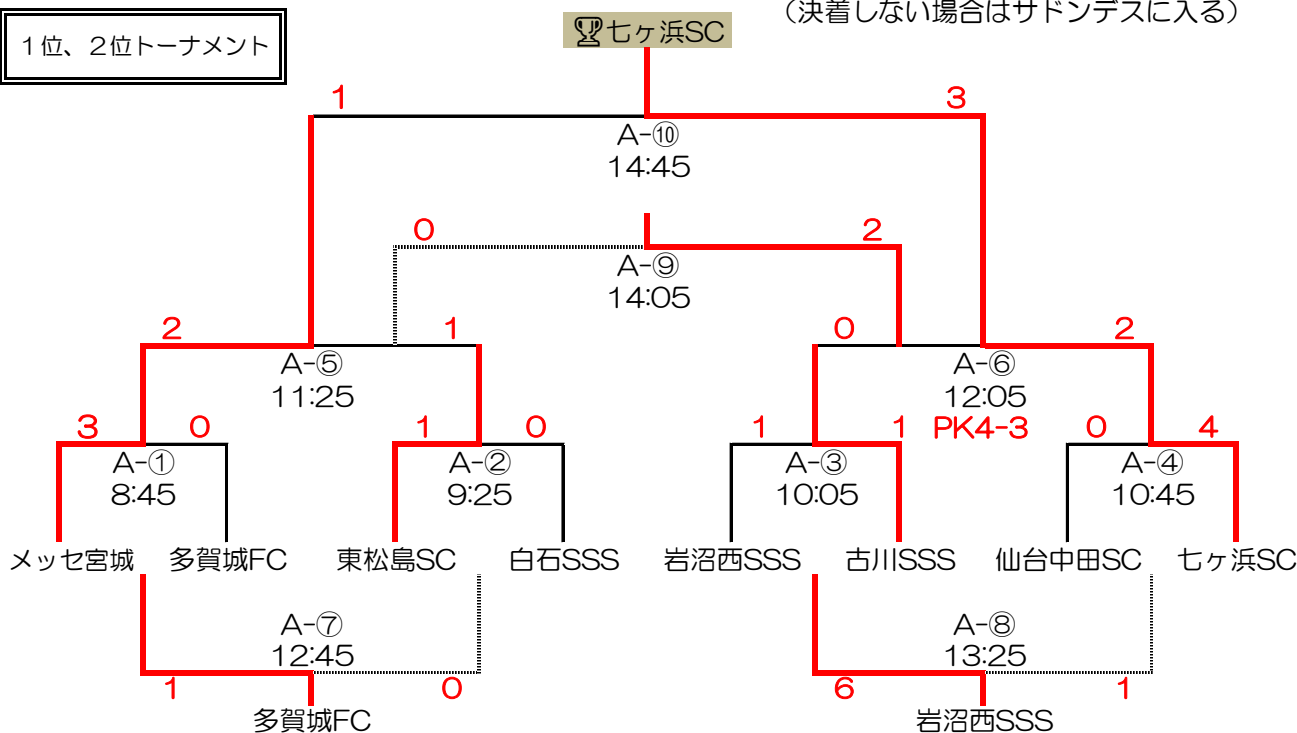 （決着しない場合はサドンデスに入る）
🏆七ヶ浜SC
１位、２位トーナメント
1 3
A-⑩
14:45
0 2
A-⑨
14:05
2 1 0 2
A-⑤ A-⑥
11:25 12:05
3 0 1 0 1 1 PK4-3 0 4
A-① A-② A-③ A-④
8:45 9:25 10:05 10:45
メッセ宮城 多賀城FC 東松島SC 白石SSS 岩沼西SSS 古川SSS 仙台中田SC 七ヶ浜SC
A-⑦ A-⑧
12:45 13:25
1 0 6 1
多賀城FC 岩沼西SSS